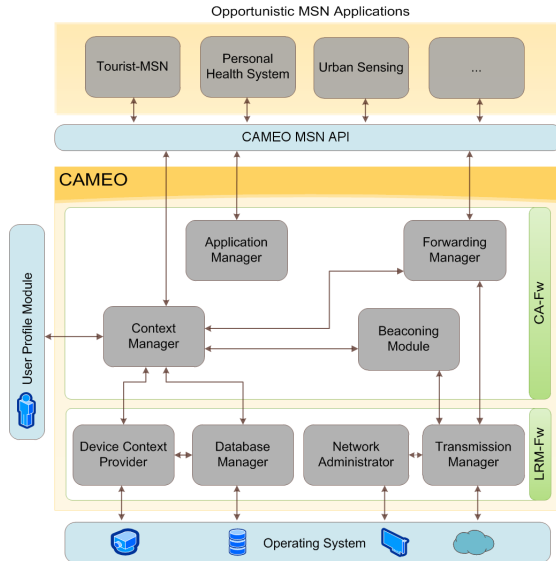 Opportunistic MSN Applications
Tourist-MSN
Personal
Health System
Urban Sensing
...
CAMEO MSN API
CAMEO
Application
Manager
Forwarding
Manager
Context
Manager
Beaconing
Module
CA-Fw
User Profile Module
Device Context
Provider
Database
Manager
Network
Administrator
Transmission
Manager
LRM-Fw
Operating System